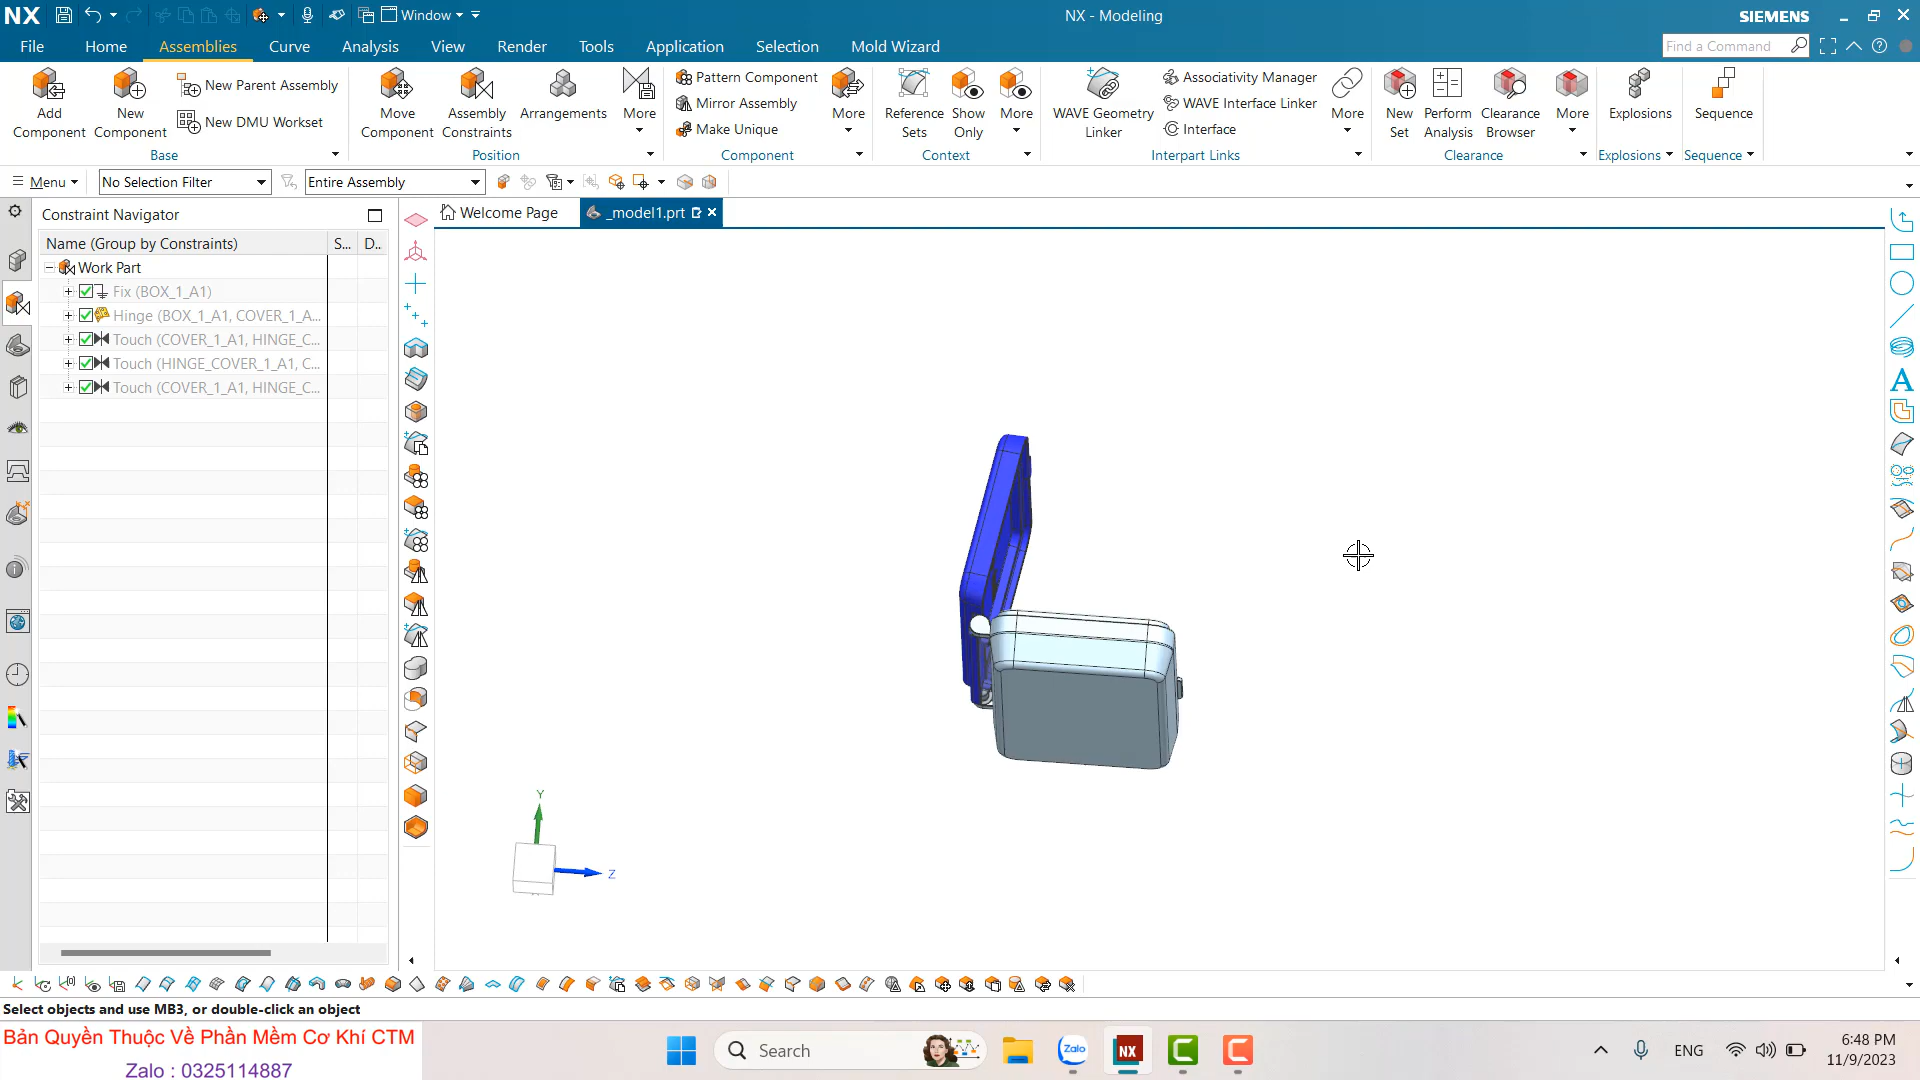 NX
Window
NX - Modeling
SIEMENS
File
Home
Assemblies
Curve
Analysis
View
Render
Tools
Application
Selection
Mold Wizard
Find a Command
Add Component
New Component
New Parent Assembly
New DMU Workset
Base
Move Component
Assembly Constraints
Arrangements
More
Position
Pattern Component
Mirror Assembly
Make Unique
More
Component
Reference Sets
Show Only
More
Context
WAVE Geometry Linker
Associativity Manager
WAVE Interface Linker
Interface
More
Interpart Links
New Set
Perform Analysis
Clearance Browser
More
Clearance
Explosions
Explosions
Sequence
Sequence
Menu
No Selection Filter
Entire Assembly
Constraint Navigator
Welcome Page
_model1.prt
Name (Group by Constraints)
S...
D..
Work Part
Fix (BOX_1_A1)
Hinge (BOX_1_A1, COVER_1_A...
Touch (COVER_1_A1, HINGE_C...
Touch (HINGE_COVER_1_A1, C...
Touch (COVER_1_A1, HINGE_C...
Y
Z
Select objects and use MB3, or double-click an object
Bản Quyền Thuộc Về Phần Mềm Cơ Khí CTM
Zalo : 0325114887
Search
Zalo
NX
ENG
6:48 PM
11/9/2023